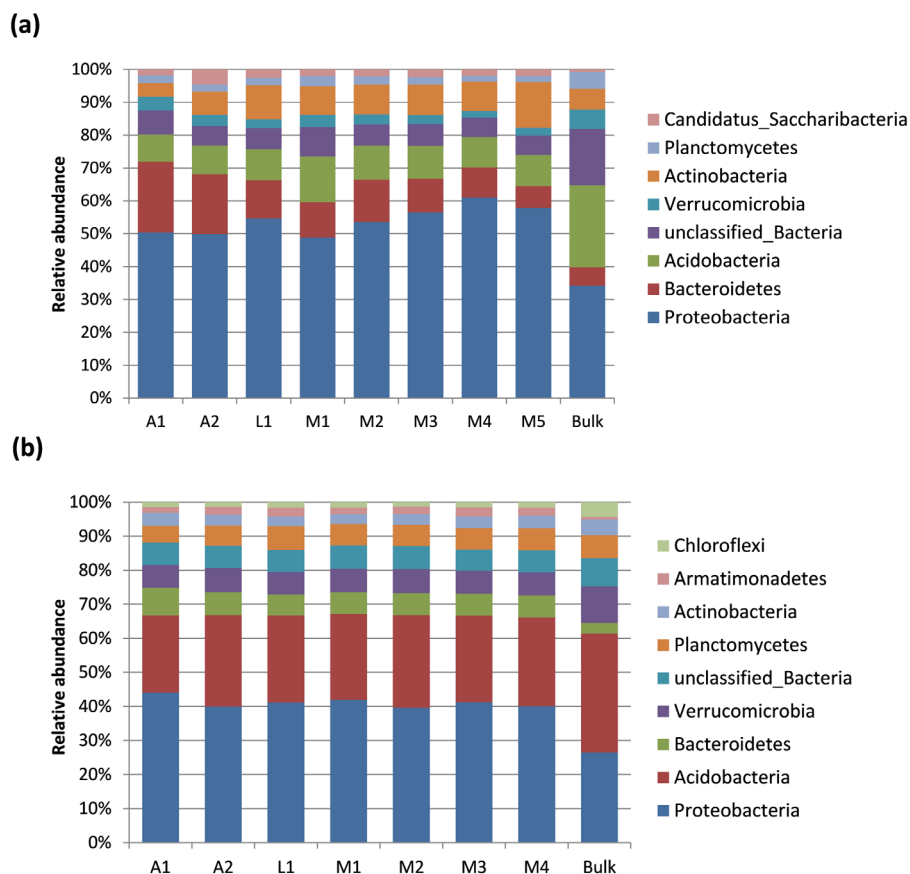 (a)
100%
90%
80%
70%
60%
50%
40%
30%
20%
10%
0%
Relative abundance
A1 A2 L1 M1 M2 M3 M4 M5 Bulk
Candidatus_Saccharibacteria
Planctomycetes
Actinobacteria
Verrucomicrobia
unclassified_Bacteria
Acidobacteria
Bacteroidetes
Proteobacteria
(b)
100%
90%
80%
70%
60%
50%
40%
30%
20%
10%
0%
Relative abundance
A1 A2 L1 M1 M2 M3 M4 Bulk
Chloroflexi
Armatimonadetes
Actinobacteria
Planctomycetes
unclassified_Bacteria
Verrucomicrobia
Bacteroidetes
Acidobacteria
Proteobacteria